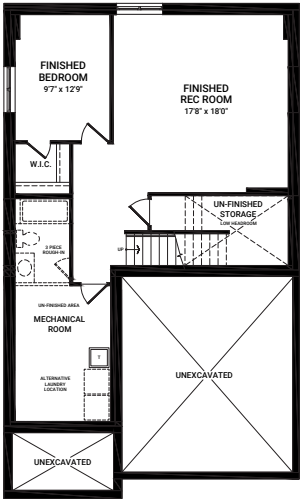 FINISHED
BEDROOM
9'7" x 12'9"
FINISHED
REC ROOM
17'8" x 18'0"
W.I.C.
UN-FINISHED
STORAGE
LOW HEADROOM
3 PIECE
ROUGH-IN
UP
UN-FINISHED AREA
MECHANICAL
ROOM
T
ALTERNATIVE
LAUNDRY
LOCATION
UNEXCAVATED
UNEXCAVATED